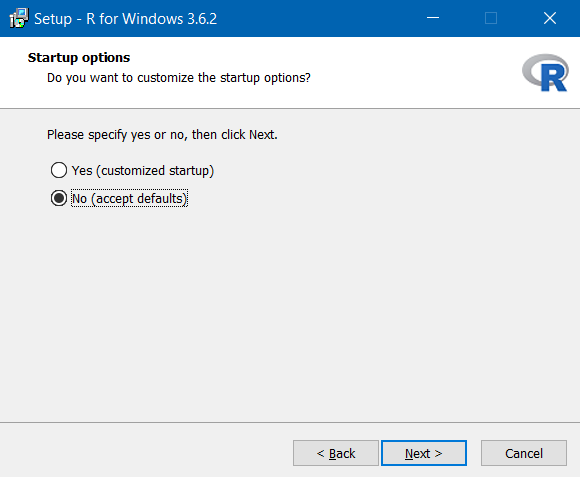 Setup - R for Windows 3.6.2
Startup options
Do you want to customize the startup options?
R
Please specify yes or no, then click Next.
Yes (customized startup)
No (accept defaults)
< Back
Next >
Cancel